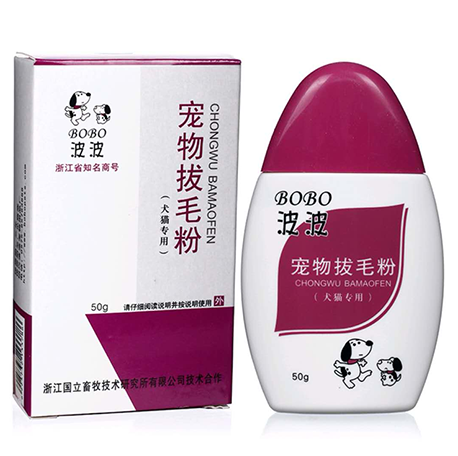 BOBO
波波
浙江省知名商号
宠物拔毛粉
CHONGWU BAMAOFEN
(犬猫专用)
50g
请仔细阅读说明并按说明使用
外
浙江国立畜牧技术研究所有限公司技术合作
BOBO
波波
宠物拔毛粉
CHONGWU BAMAOFEN
(犬猫专用)
50g